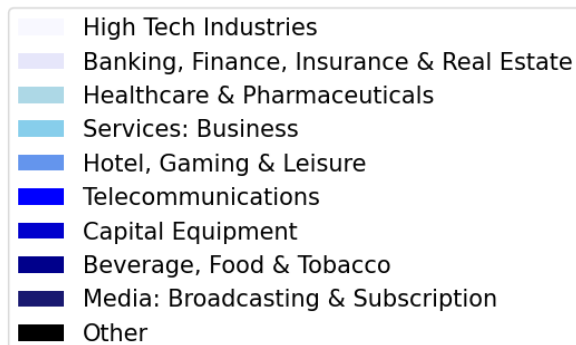 High Tech Industries
Banking, Finance, Insurance & Real Estate
Healthcare & Pharmaceuticals
Services: Business
Hotel, Gaming & Leisure
Telecommunications
Capital Equipment
Beverage, Food & Tobacco
Media: Broadcasting & Subscription
Other